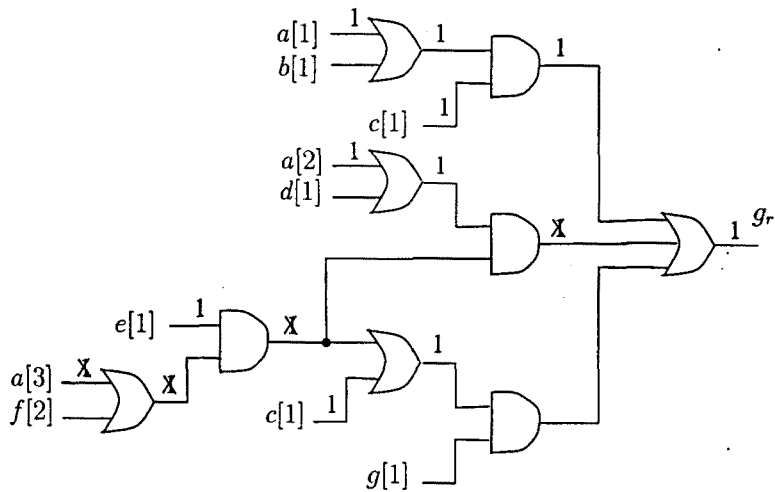 a[1] 1
1
1
b[1]
c[1] 1
a[2] 1
1
d[1]
X
1 g_r
e[1] 1
X
1
a[3] X
X
f[2]
c[1] 1
g[1]